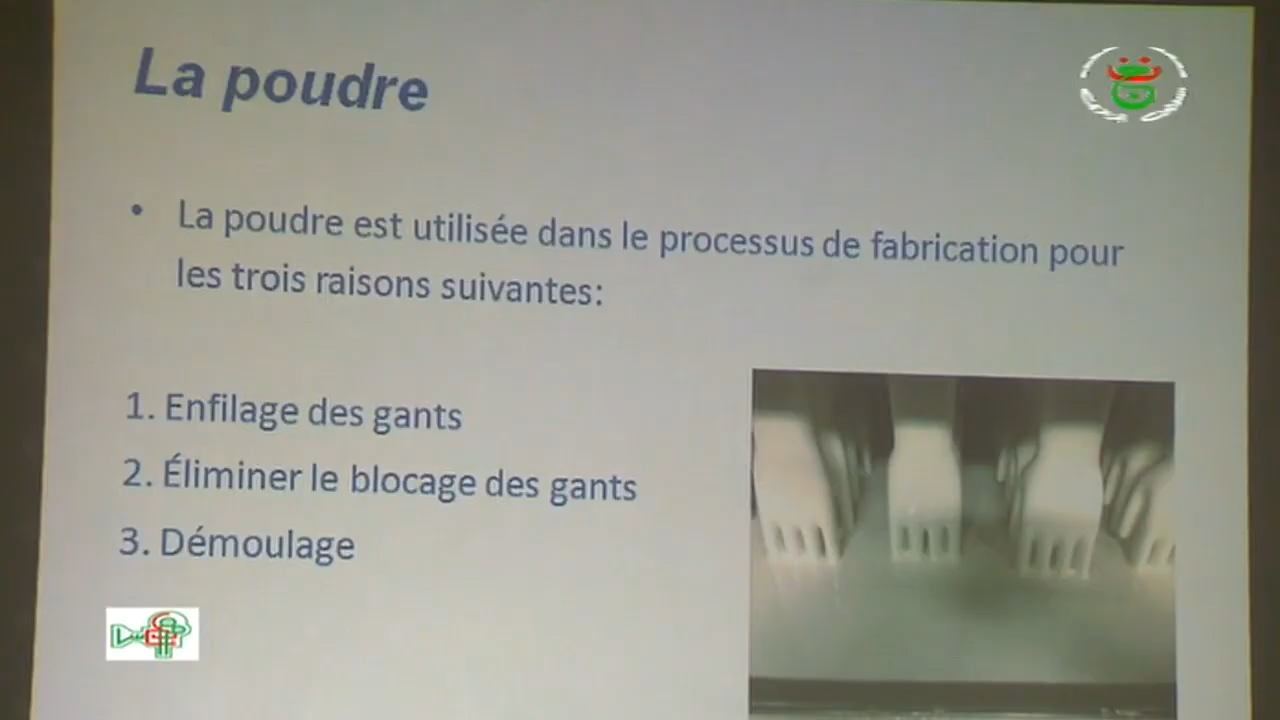 La poudre
• La poudre est utilisée dans le processus de fabrication pour
les trois raisons suivantes:
1. Enfilage des gants
2. Éliminer le blocage des gants
3. Démoulage